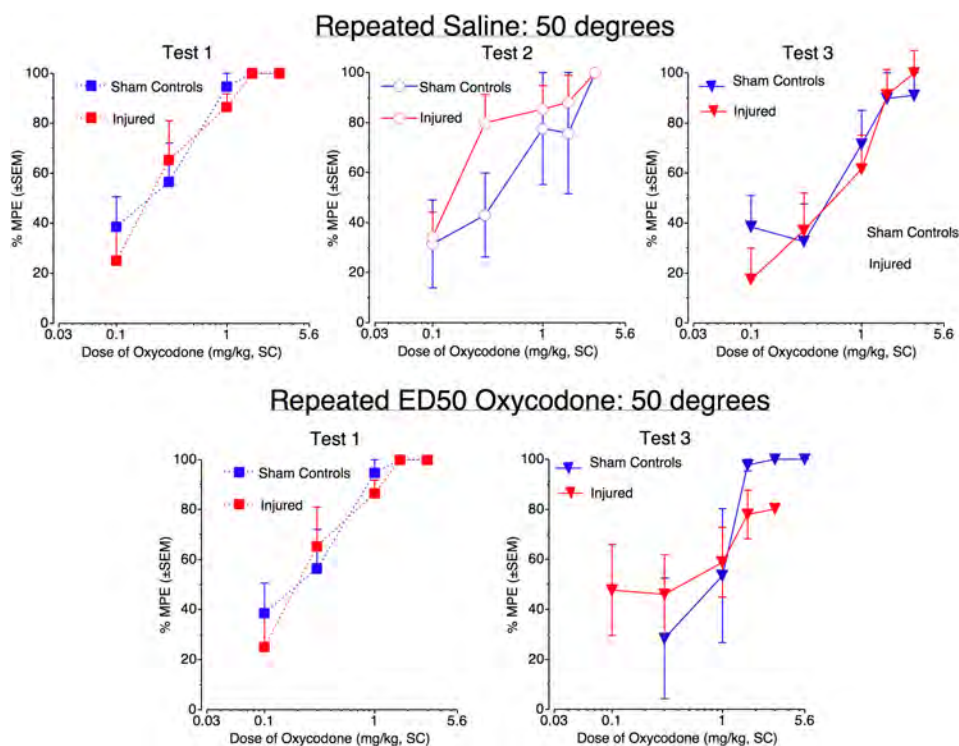 Repeated Saline: 50 degrees
Test 1
Test 2
Test 3
100
80
60
40
20
0
% MPE (±SEM)
Sham Controls
Injured
0.03
0.1
1
5.6
Dose of Oxycodone (mg/kg, SC)
100
80
60
40
20
0
% MPE (±SEM)
Sham Controls
Injured
0.03
0.1
1
5.6
Dose of Oxycodone (mg/kg, SC)
100
80
60
40
20
0
% MPE (±SEM)
Sham Controls
Injured
Sham Controls
Injured
0.03
0.1
1
5.6
Dose of Oxycodone (mg/kg, SC)
Repeated ED50 Oxycodone: 50 degrees
Test 1
Test 3
100
80
60
40
20
0
% MPE (±SEM)
Sham Controls
Injured
0.03
0.1
1
5.6
Dose of Oxycodone (mg/kg, SC)
100
80
60
40
20
0
% MPE (±SEM)
Sham Controls
Injured
0.03
0.1
1
5.6
Dose of Oxycodone (mg/kg, SC)